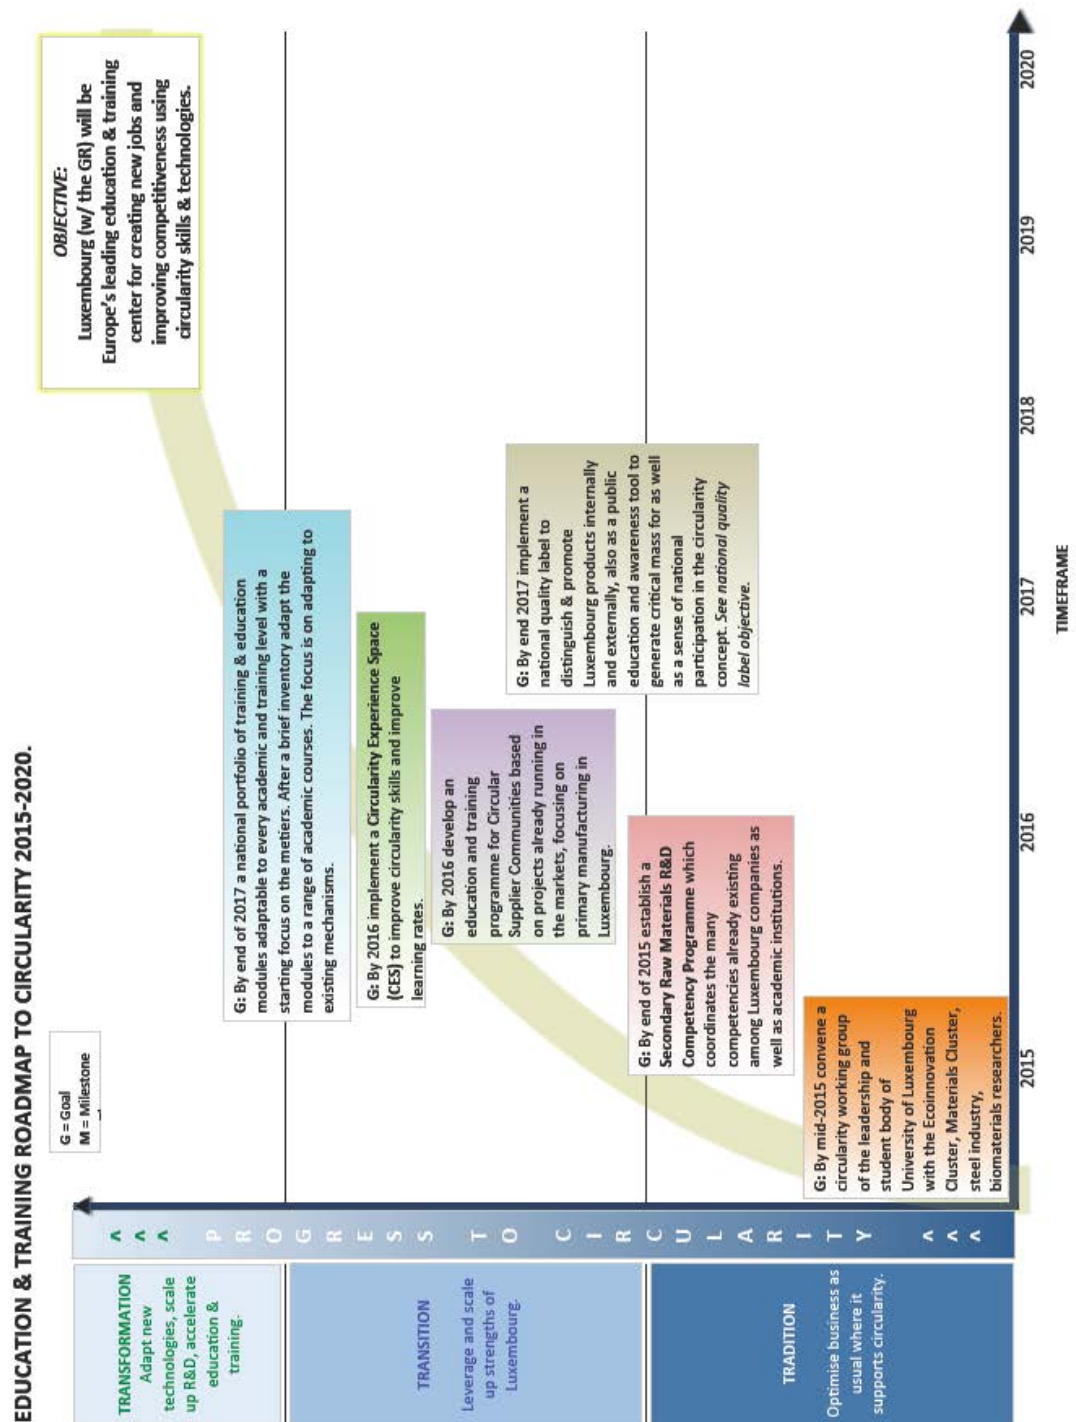 EDUCATION & TRAINING ROADMAP TO CIRCULARITY 2015-2020.
G = Goal
M = Milestone
OBJECTIVE:
Luxembourg (w/ the GR) will be
Europe's leading education & training
center for creating new jobs and
improving competitiveness using
circularity skills & technologies.
TRANSFORMATION
Adapt new
technologies, scale
up R&D, accelerate
education &
training.
TRANSITION
Leverage and scale
up strengths of
Luxembourg.
TRADITION
Optimise business as
usual where it
supports circularity.
^ ^ ^ PROGRESS TO CIRCULARITY ^ ^ ^
G: By end of 2017 a national portfolio of training & education
modules adaptable to every academic and training level with a
starting focus on the metiers. After a brief inventory adapt the
modules to a range of academic courses. The focus is on adapting to
existing mechanisms.
G: By 2016 implement a Circularity Experience Space
(CES) to improve circularity skills and improve
learning rates.
G: By 2016 develop an
education and training
programme for Circular
Supplier Communities based
on projects already running in
the markets, focusing on
primary manufacturing in
Luxembourg.
G: By end 2017 implement a
national quality label to
distinguish & promote
Luxembourg products internally
and externally, also as a public
education and awareness tool to
generate critical mass for as well
as a sense of national
participation in the circularity
concept. See national quality
label objective.
G: By end of 2015 establish a
Secondary Raw Materials R&D
Competency Programme which
coordinates the many
competencies already existing
among Luxembourg companies as
well as academic institutions.
G: By mid-2015 convene a
circularity working group
of the leadership and
student body of
University of Luxembourg
with the Ecoinnovation
Cluster, Materials Cluster,
steel industry,
biomaterials researchers.
2015 2016 2017 2018 2019 2020
TIMEFRAME